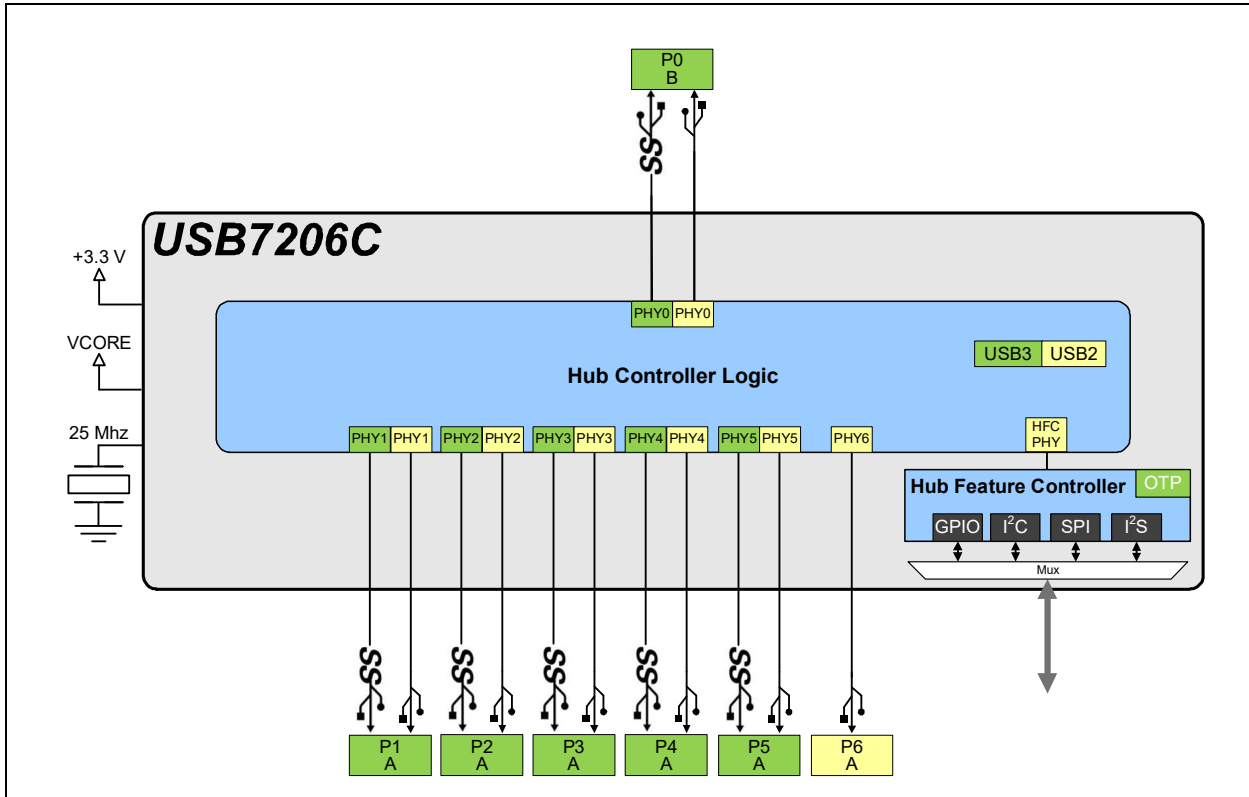 P0
B
SS
USB7206C
+3.3 V
VCORE
25 Mhz
PHY0 PHY0
USB3 USB2
Hub Controller Logic
PHY1 PHY1 PHY2 PHY2 PHY3 PHY3 PHY4 PHY4 PHY5 PHY5 PHY6
HFC
PHY
Hub Feature Controller OTP
GPIO I²C SPI I²S
Mux
SS SS SS SS SS
P1 P2 P3 P4 P5 P6
A A A A A A